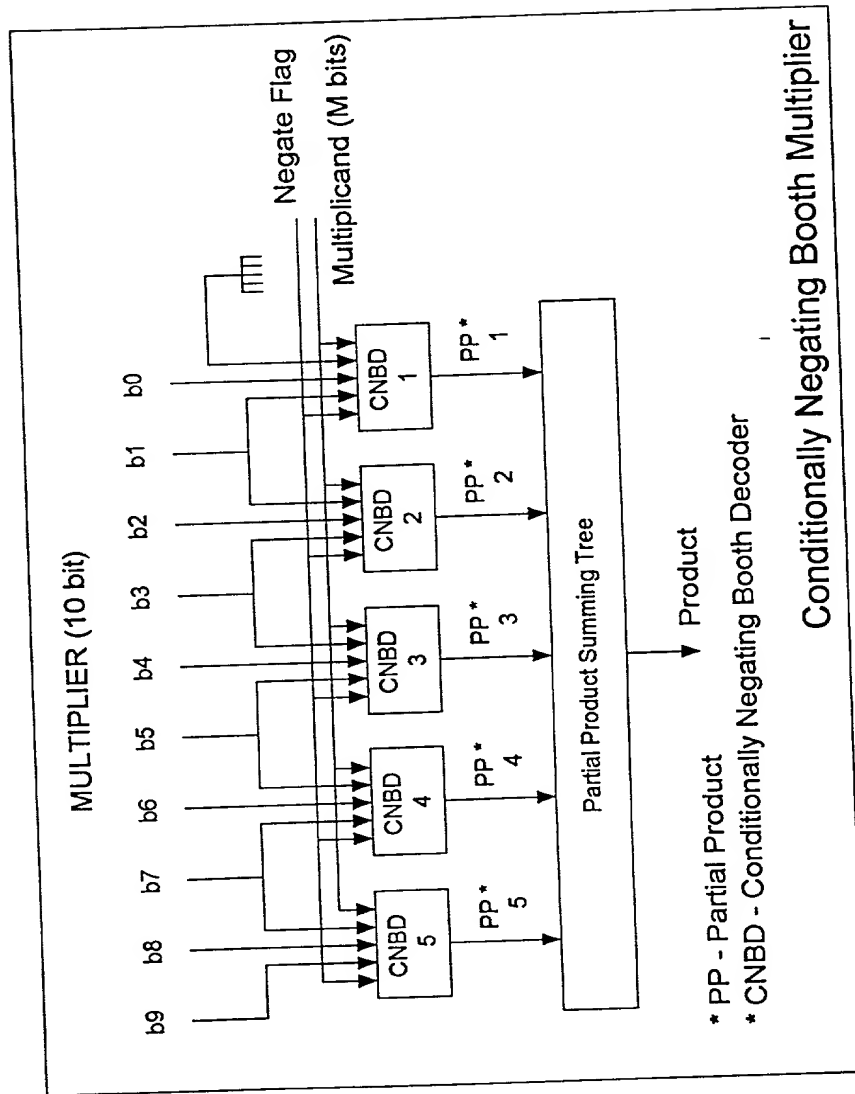 MULTIPLIER (10 bit)
b9 b8 b7 b6 b5 b4 b3 b2 b1 b0
Negate Flag
Multiplicand (M bits)
CNBD 5
CNBD 4
CNBD 3
CNBD 2
CNBD 1
PP* 5
PP* 4
PP* 3
PP* 2
PP* 1
Partial Product Summing Tree
Product
* PP - Partial Product
* CNBD - Conditionally Negating Booth Decoder
Conditionally Negating Booth Multiplier